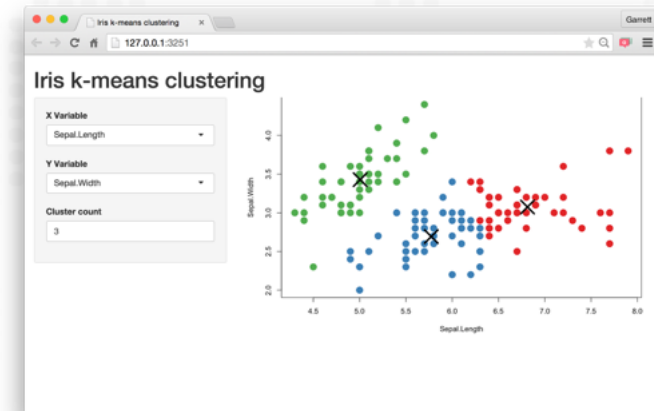 Iris k-means clustering
Garrett
127.0.0.1:3251
Iris k-means clustering
X Variable
Sepal.Length
Y Variable
Sepal.Width
Cluster count
3
Sepal.Width
4.0
3.5
3.0
2.5
2.0
4.5 5.0 5.5 6.0 6.5 7.0 7.5 8.0
Sepal.Length